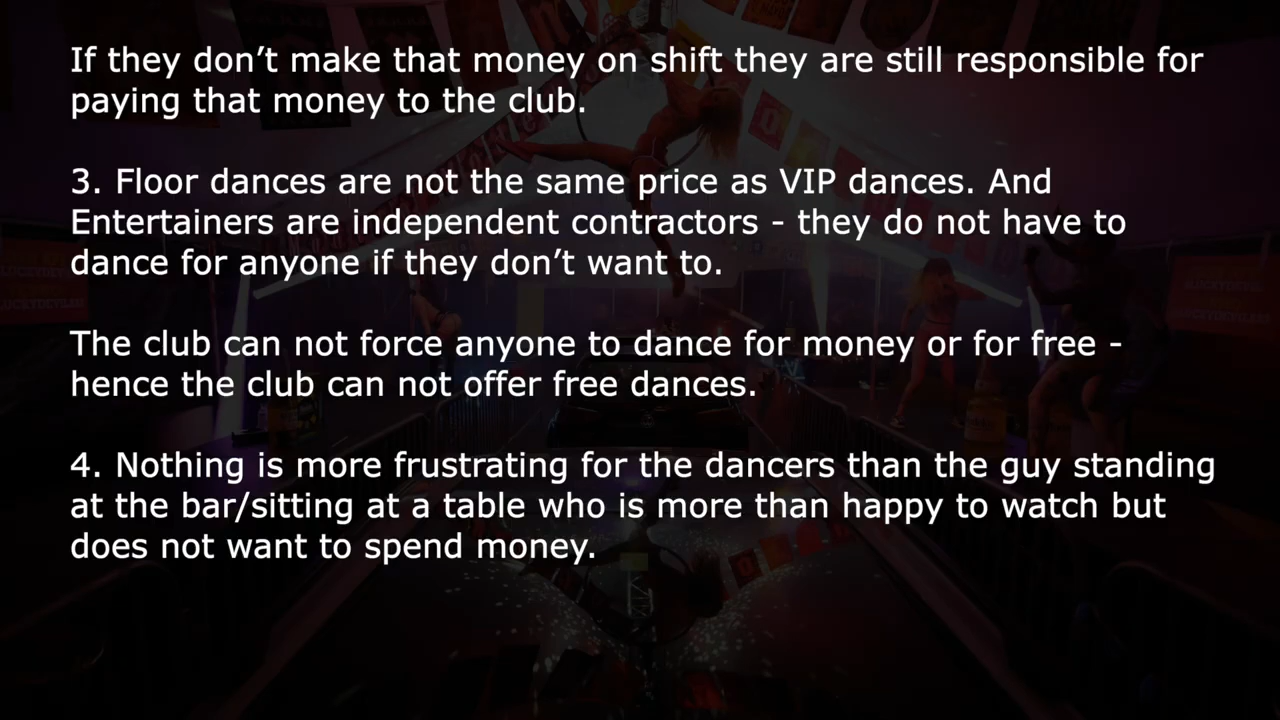 If they don’t make that money on shift they are still responsible for
paying that money to the club.
3. Floor dances are not the same price as VIP dances. And
Entertainers are independent contractors - they do not have to
dance for anyone if they don’t want to.
The club can not force anyone to dance for money or for free -
hence the club can not offer free dances.
4. Nothing is more frustrating for the dancers than the guy standing
at the bar/sitting at a table who is more than happy to watch but
does not want to spend money.